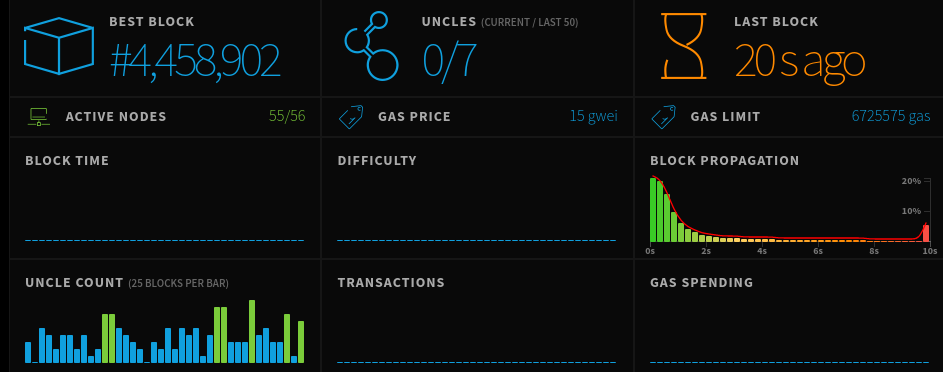 BEST BLOCK
#4,458,902
UNCLES (CURRENT / LAST 50)
0/7
LAST BLOCK
20 s ago
ACTIVE NODES 55/56
GAS PRICE 15 gwei
GAS LIMIT 6725575 gas
BLOCK TIME
DIFFICULTY
BLOCK PROPAGATION
20%
10%
0s 2s 4s 6s 8s 10s
UNCLE COUNT (25 BLOCKS PER BAR)
TRANSACTIONS
GAS SPENDING